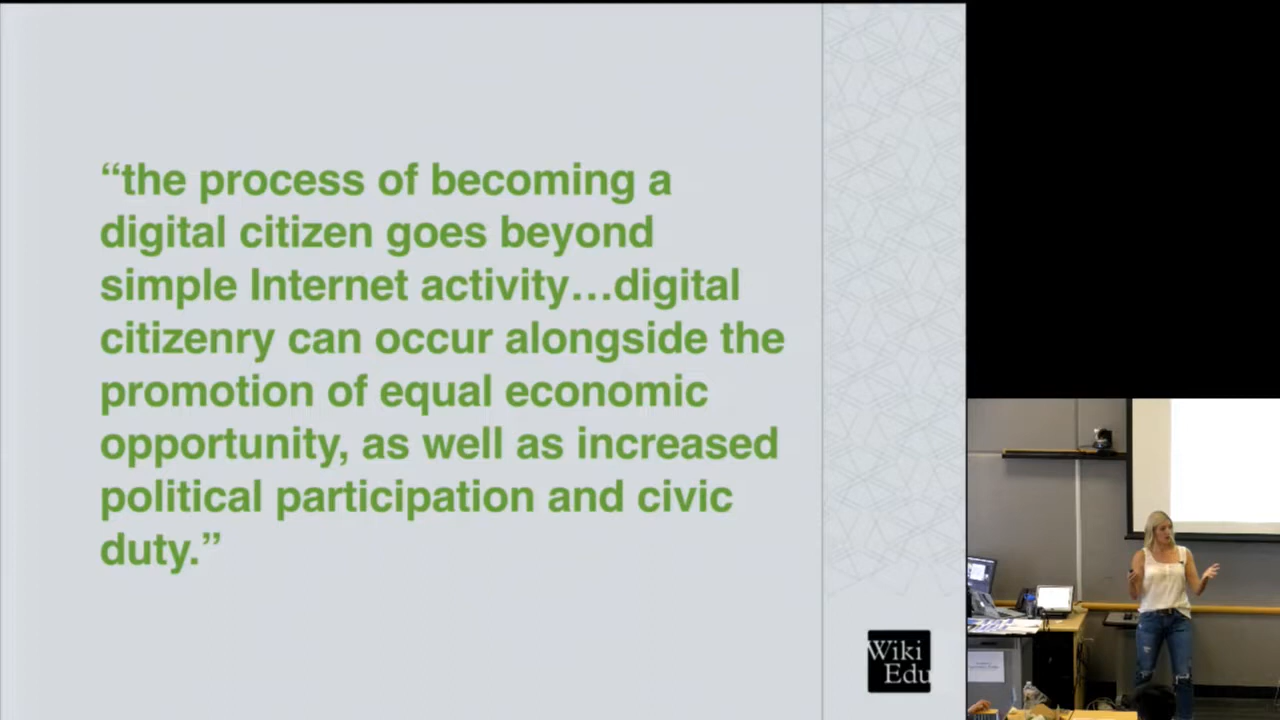 “the process of becoming a
digital citizen goes beyond
simple Internet activity…digital
citizenry can occur alongside the
promotion of equal economic
opportunity, as well as increased
political participation and civic
duty.”
Wiki
Edu